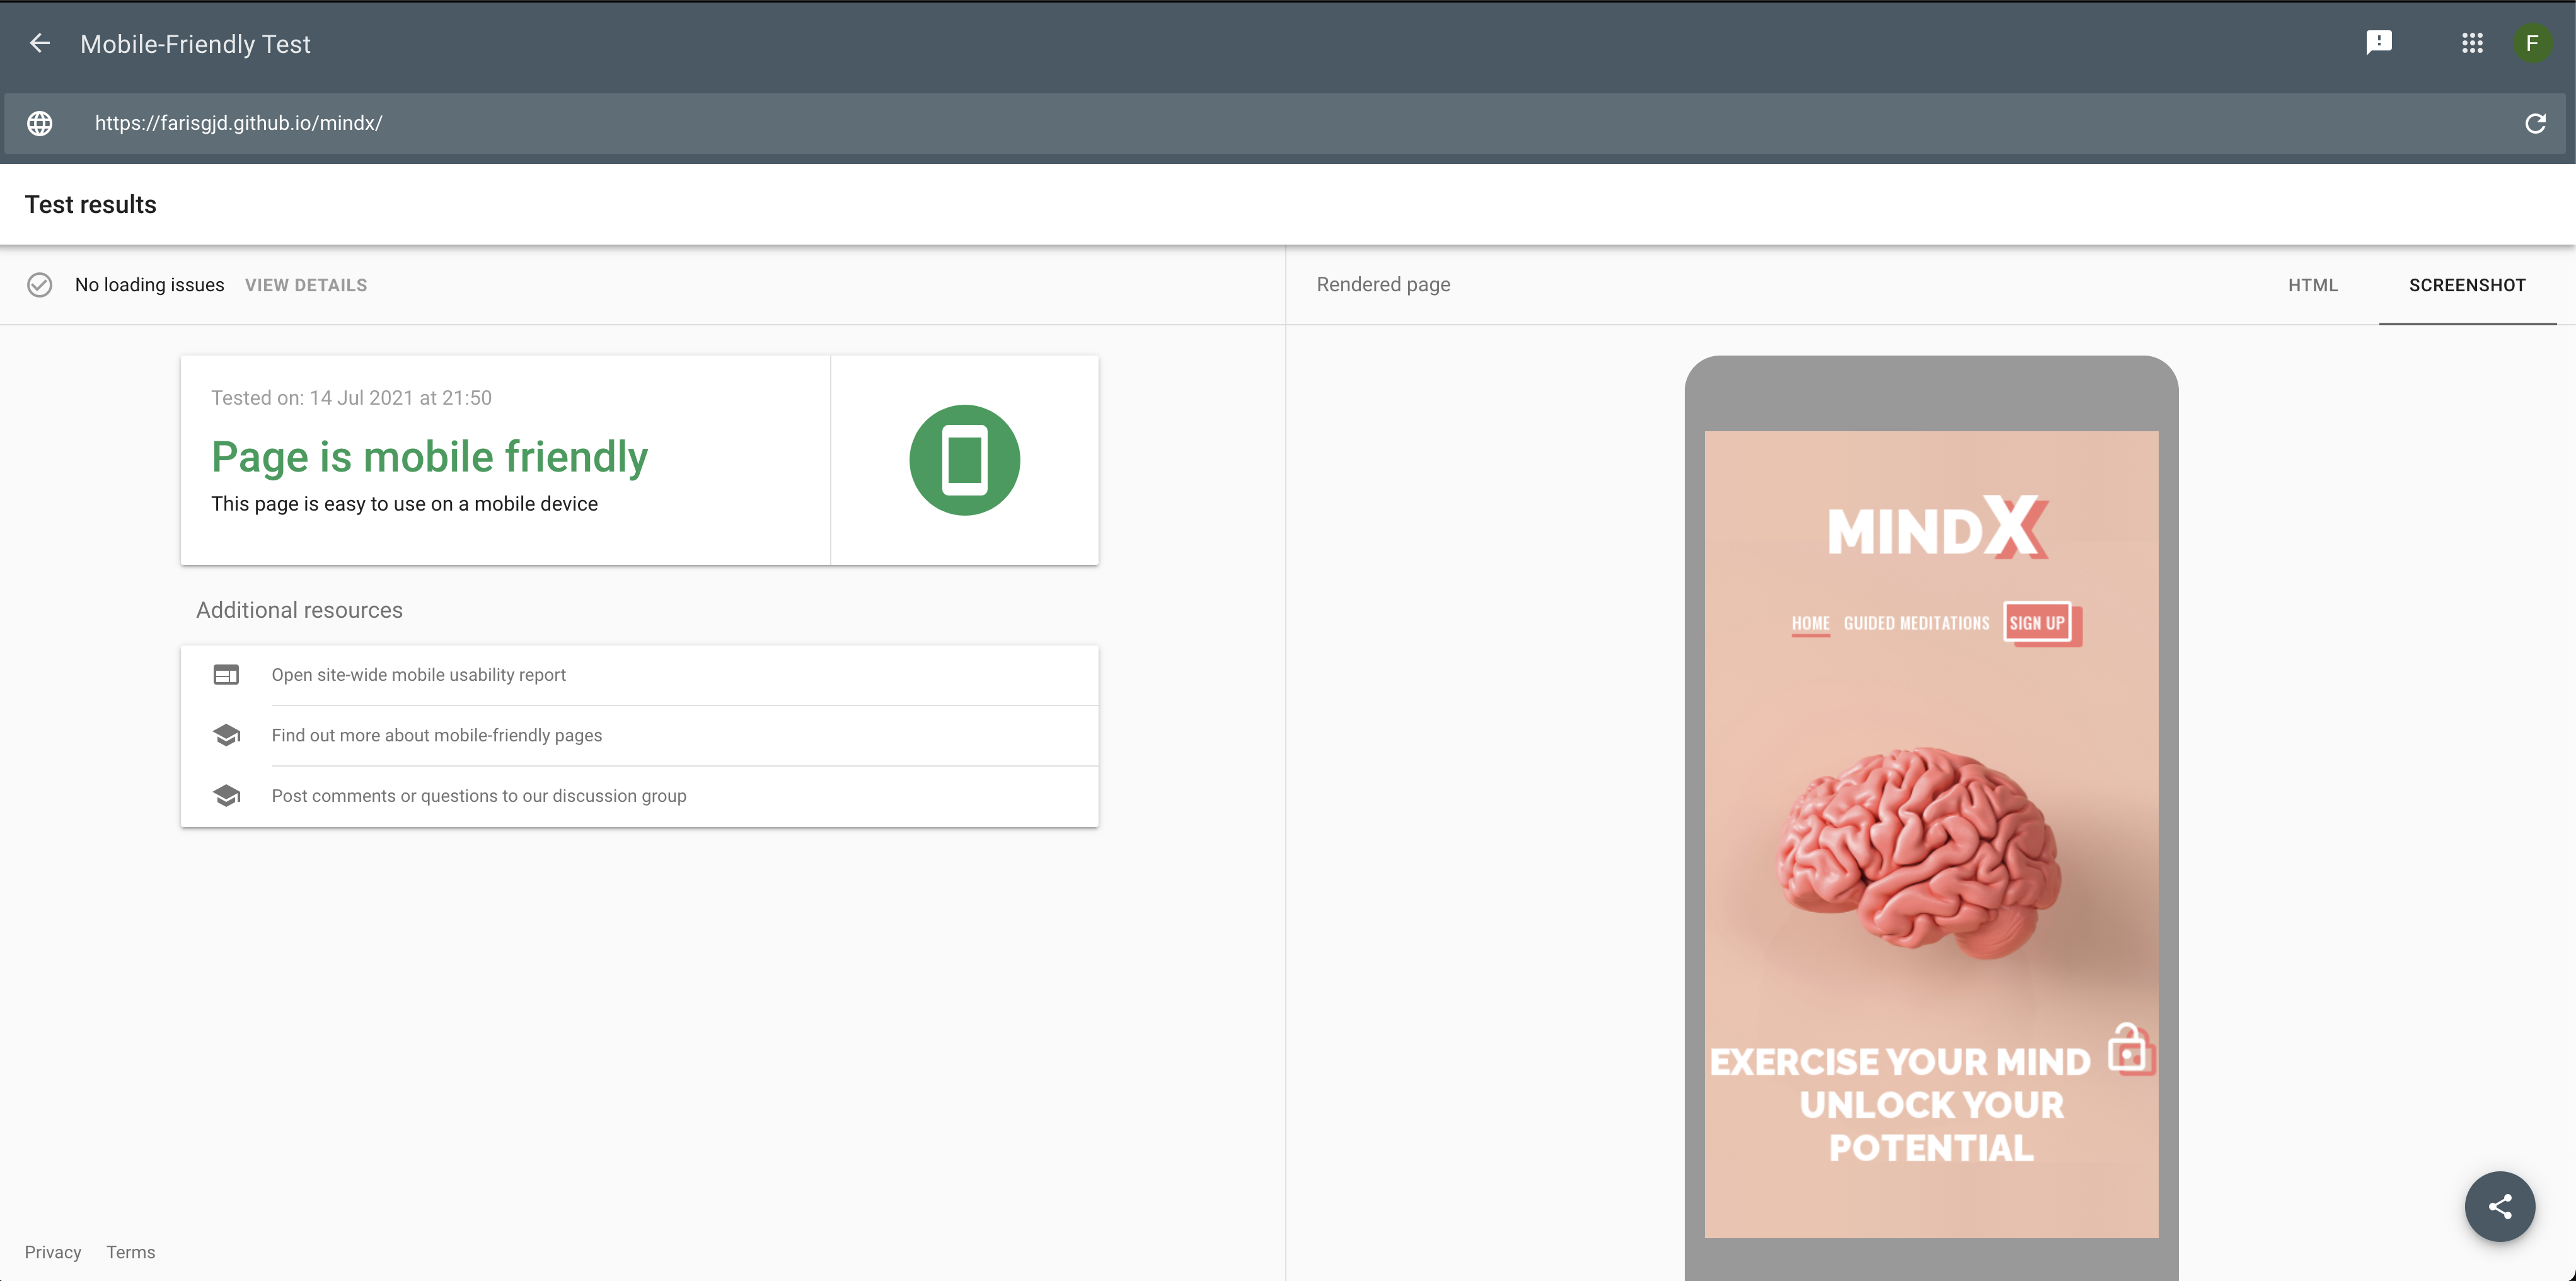 Mobile-Friendly Test
F
https://farisgjd.github.io/mindx/
Test results
No loading issues VIEW DETAILS
Rendered page
HTML SCREENSHOT
Tested on: 14 Jul 2021 at 21:50
Page is mobile friendly
This page is easy to use on a mobile device
Additional resources
Open site-wide mobile usability report
Find out more about mobile-friendly pages
Post comments or questions to our discussion group
MINDX
HOME GUIDED MEDITATIONS SIGN UP
EXERCISE YOUR MIND
UNLOCK YOUR
POTENTIAL
Privacy Terms